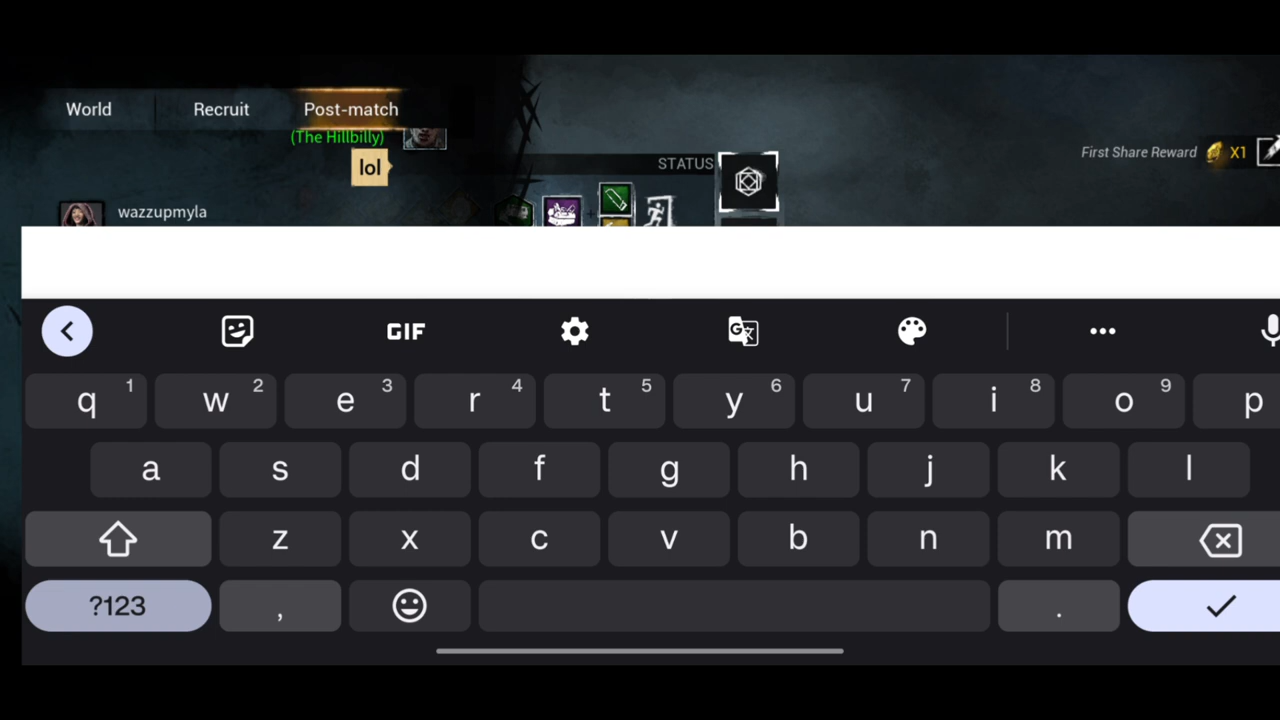 World Recruit Post-match
(The Hillbilly)
First Share Reward X1
lol
STATUS
wazzupmyla
GIF
G
q 1 w 2 e 3 r 4 t 5 y 6 u 7 i 8 o 9 p
a s d f g h j k l
z x c v b n m
?123 , .